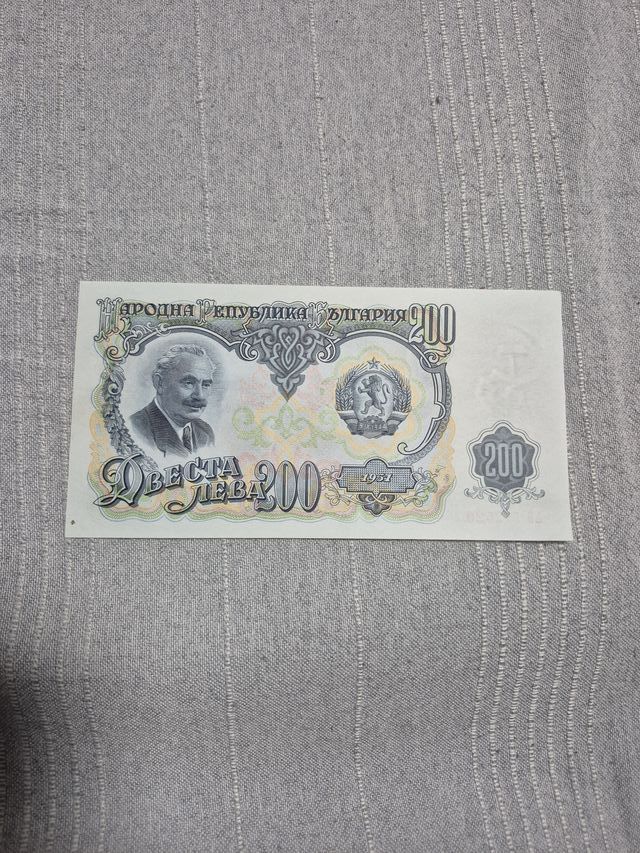 Народна Република България 200
Двеста
Лева 200
1951
200